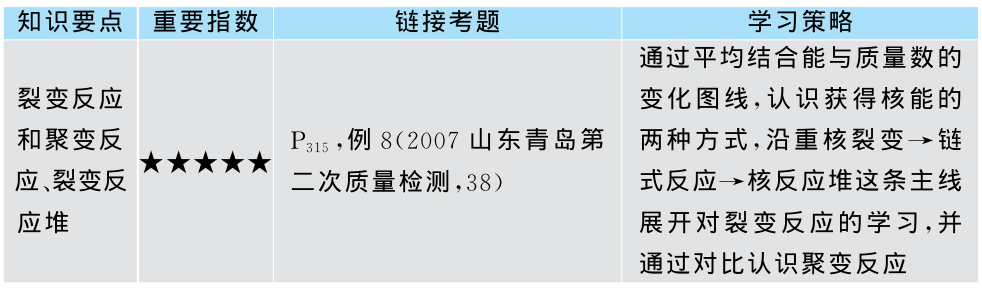 知识要点 重要指数 链接考题 学习策略
裂变反应
和聚变反
应、裂变反
应堆
★★★★★
P315,例 8(2007 山东青岛第
二次质量检测,38)
通过平均结合能与质量数的
变化图线,认识获得核能的
两种方式,沿重核裂变→链
式反应→核反应堆这条主线
展开对裂变反应的学习,并
通过对比认识聚变反应